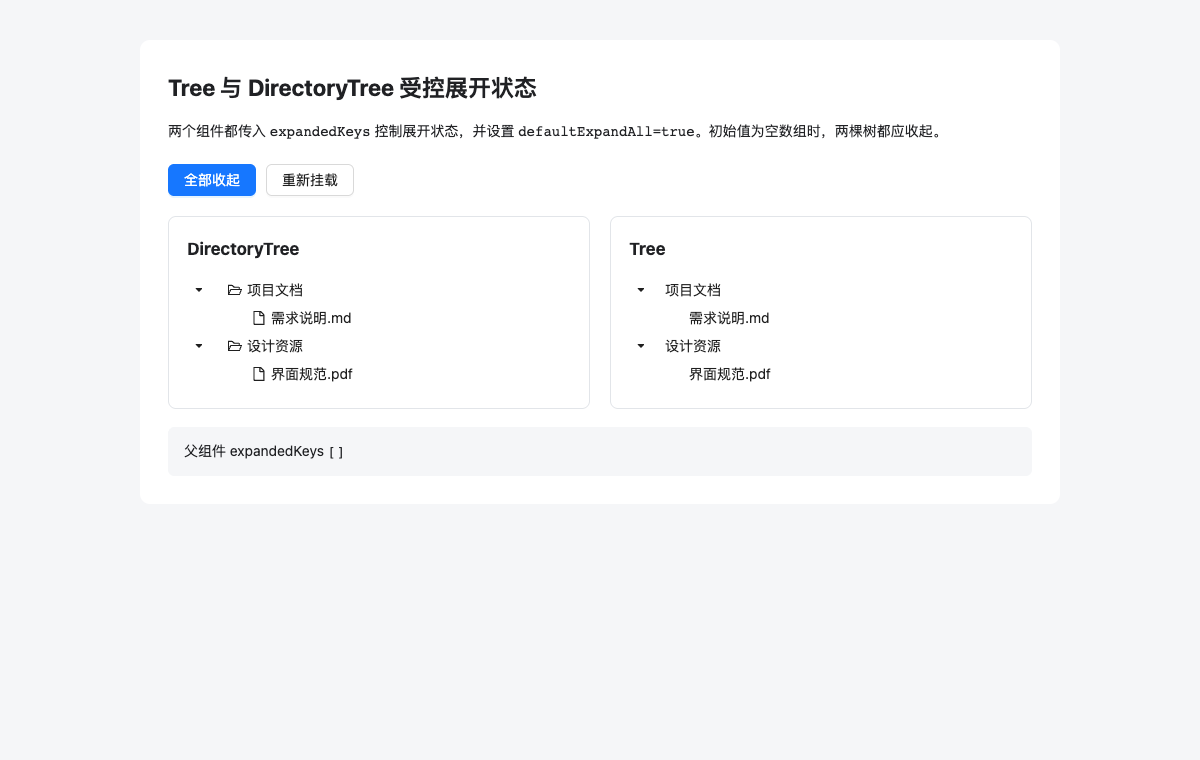 Tree 与 DirectoryTree 受控展开状态
两个组件都传入 expandedKeys 控制展开状态，并设置 defaultExpandAll=true。初始值为空数组时，两棵树都应收起。
全部收起 重新挂载
DirectoryTree
项目文档
需求说明.md
设计资源
界面规范.pdf
Tree
项目文档
需求说明.md
设计资源
界面规范.pdf
父组件 expandedKeys []